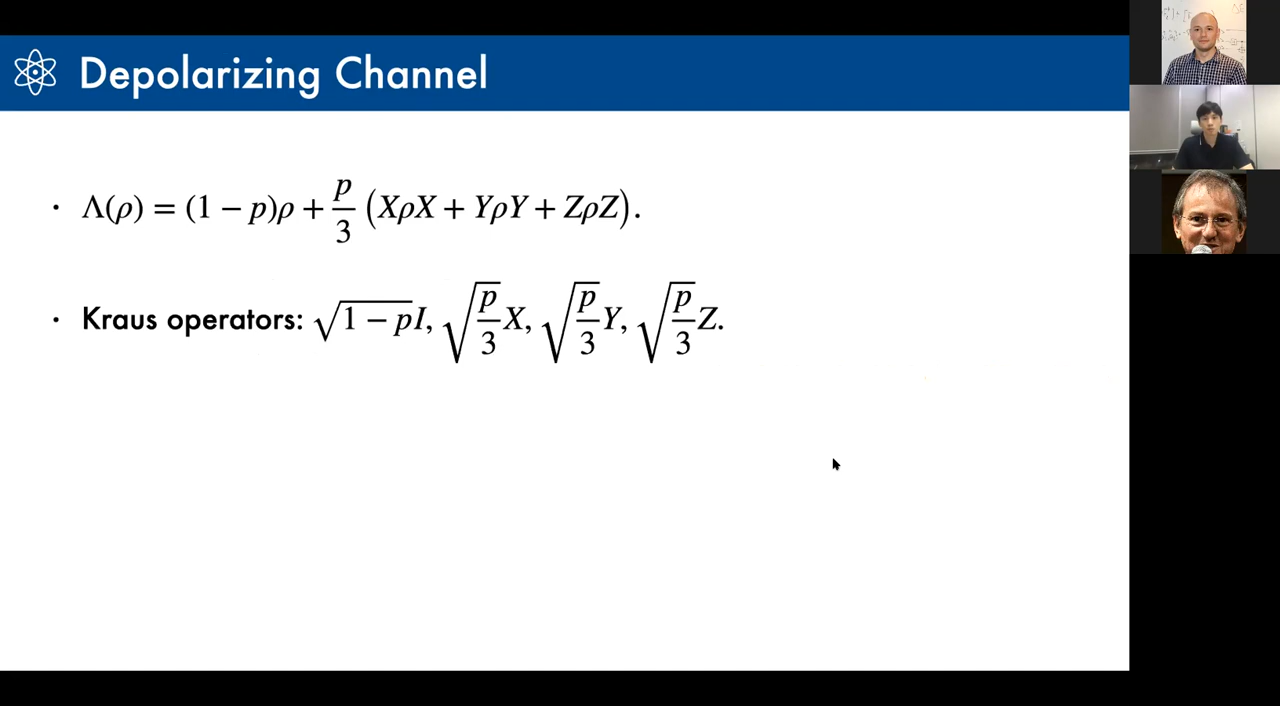 Depolarizing Channel
· Λ(ρ) = (1 − p)ρ + p/3 (XρX + YρY + ZρZ).
· Kraus operators: √(1 − p)I, √(p/3)X, √(p/3)Y, √(p/3)Z.